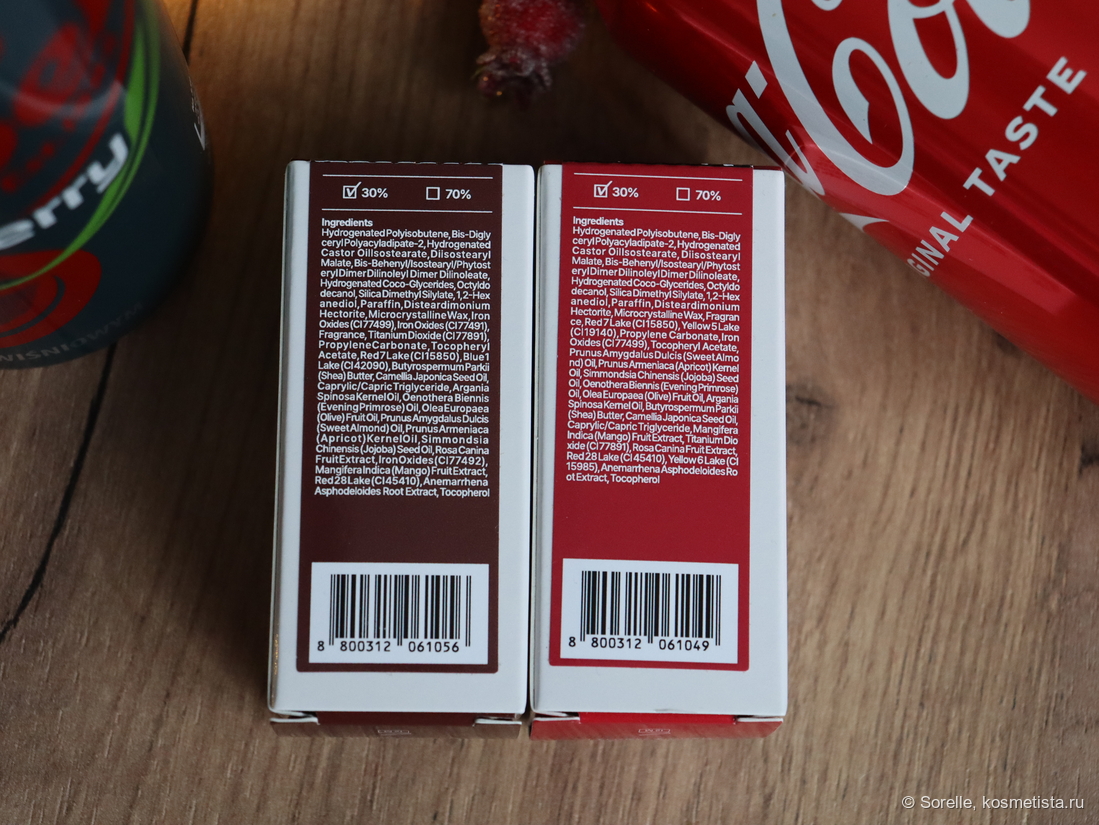 erry
Co
GINAL TASTE
☑ 30% ☐ 70%
Ingredients
Hydrogenated Polyisobutene, Bis-Digly
ceryl Polyacyladipate-2, Hydrogenated
Castor Oil Isostearate, Diisostearyl
Malate, Bis-Behenyl/Isostearyl/Phytost
eryl Dimer Dilinoleyl Dimer Dilinoleate,
Hydrogenated Coco-Glycerides, Octyldo
decanol, Silica Dimethyl Silylate, 1,2-Hex
anediol, Paraffin, Disteardimonium
Hectorite, Microcrystalline Wax, Iron
Oxides (CI77499), Iron Oxides (CI77491),
Fragrance, Titanium Dioxide (CI77891),
Propylene Carbonate, Tocopheryl
Acetate, Red 7 Lake (CI15850), Blue 1
Lake (CI42090), Butyrospermum Parkii
(Shea) Butter, Camellia Japonica Seed Oil,
Caprylic/Capric Triglyceride, Argania
Spinosa Kernel Oil, Oenothera Biennis
(Evening Primrose) Oil, Olea Europaea
(Olive) Fruit Oil, Prunus Amygdalus Dulcis
(Sweet Almond) Oil, Prunus Armeniaca
(Apricot) Kernel Oil, Simmondsia
Chinensis (Jojoba) Seed Oil, Rosa Canina
Fruit Extract, Iron Oxides (CI77492),
Mangifera Indica (Mango) Fruit Extract,
Red 28 Lake (CI45410), Anemarrhena
Asphodeloides Root Extract, Tocopherol
8 800312 061056
☑ 30% ☐ 70%
Ingredients
Hydrogenated Polyisobutene, Bis-Digly
ceryl Polyacyladipate-2, Hydrogenated
Castor Oil Isostearate, Diisostearyl
Malate, Bis-Behenyl/Isostearyl/Phytost
eryl Dimer Dilinoleyl Dimer Dilinoleate,
Hydrogenated Coco-Glycerides, Octyldo
decanol, Silica Dimethyl Silylate, 1,2-Hex
anediol, Paraffin, Disteardimonium
Hectorite, Microcrystalline Wax, Fragran
ce, Red 7 Lake (CI15850), Yellow 5 Lake
(CI19140), Propylene Carbonate, Iron
Oxides (CI77499), Tocopheryl Acetate,
Prunus Amygdalus Dulcis (Sweet Almo
nd) Oil, Prunus Armeniaca (Apricot) Kernel
Oil, Simmondsia Chinensis (Jojoba) Seed
Oil, Oenothera Biennis (Evening Primrose)
Oil, Olea Europaea (Olive) Fruit Oil, Argania
Spinosa Kernel Oil, Butyrospermum Parkii
(Shea) Butter, Camellia Japonica Seed Oil,
Caprylic/Capric Triglyceride, Mangifera
Indica (Mango) Fruit Extract, Titanium Dio
xide (CI77891), Rosa Canina Fruit Extract,
Red 28 Lake (CI45410), Yellow 6 Lake (CI
15985), Anemarrhena Asphodeloides Ro
ot Extract, Tocopherol
8 800312 061049
© Sorelle, kosmetista.ru